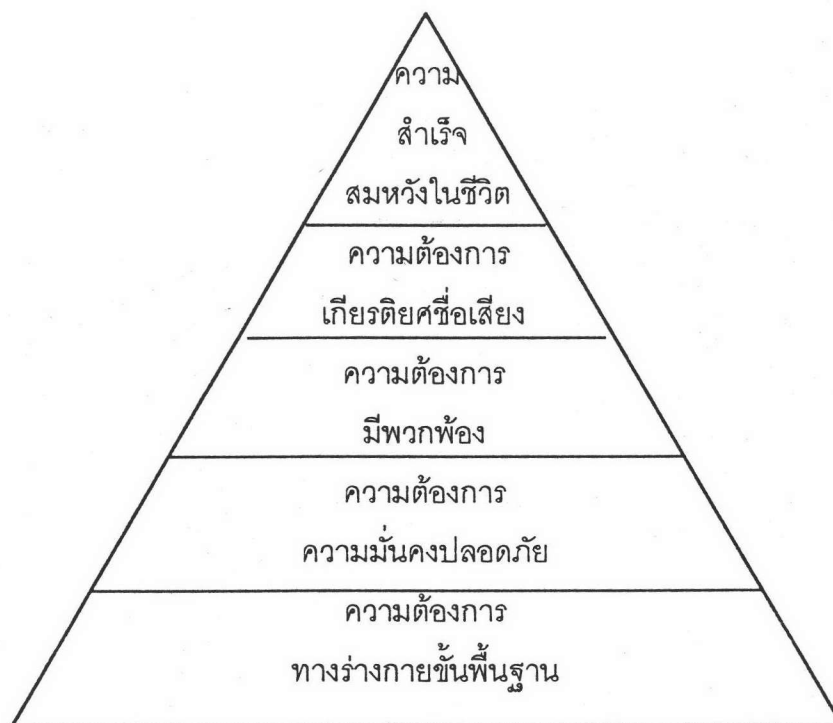 ความ
สำเร็จ
สมหวังในชีวิต
ความต้องการ
เกียรติยศชื่อเสียง
ความต้องการ
มีพวกพ้อง
ความต้องการ
ความมั่นคงปลอดภัย
ความต้องการ
ทางร่างกายขั้นพื้นฐาน